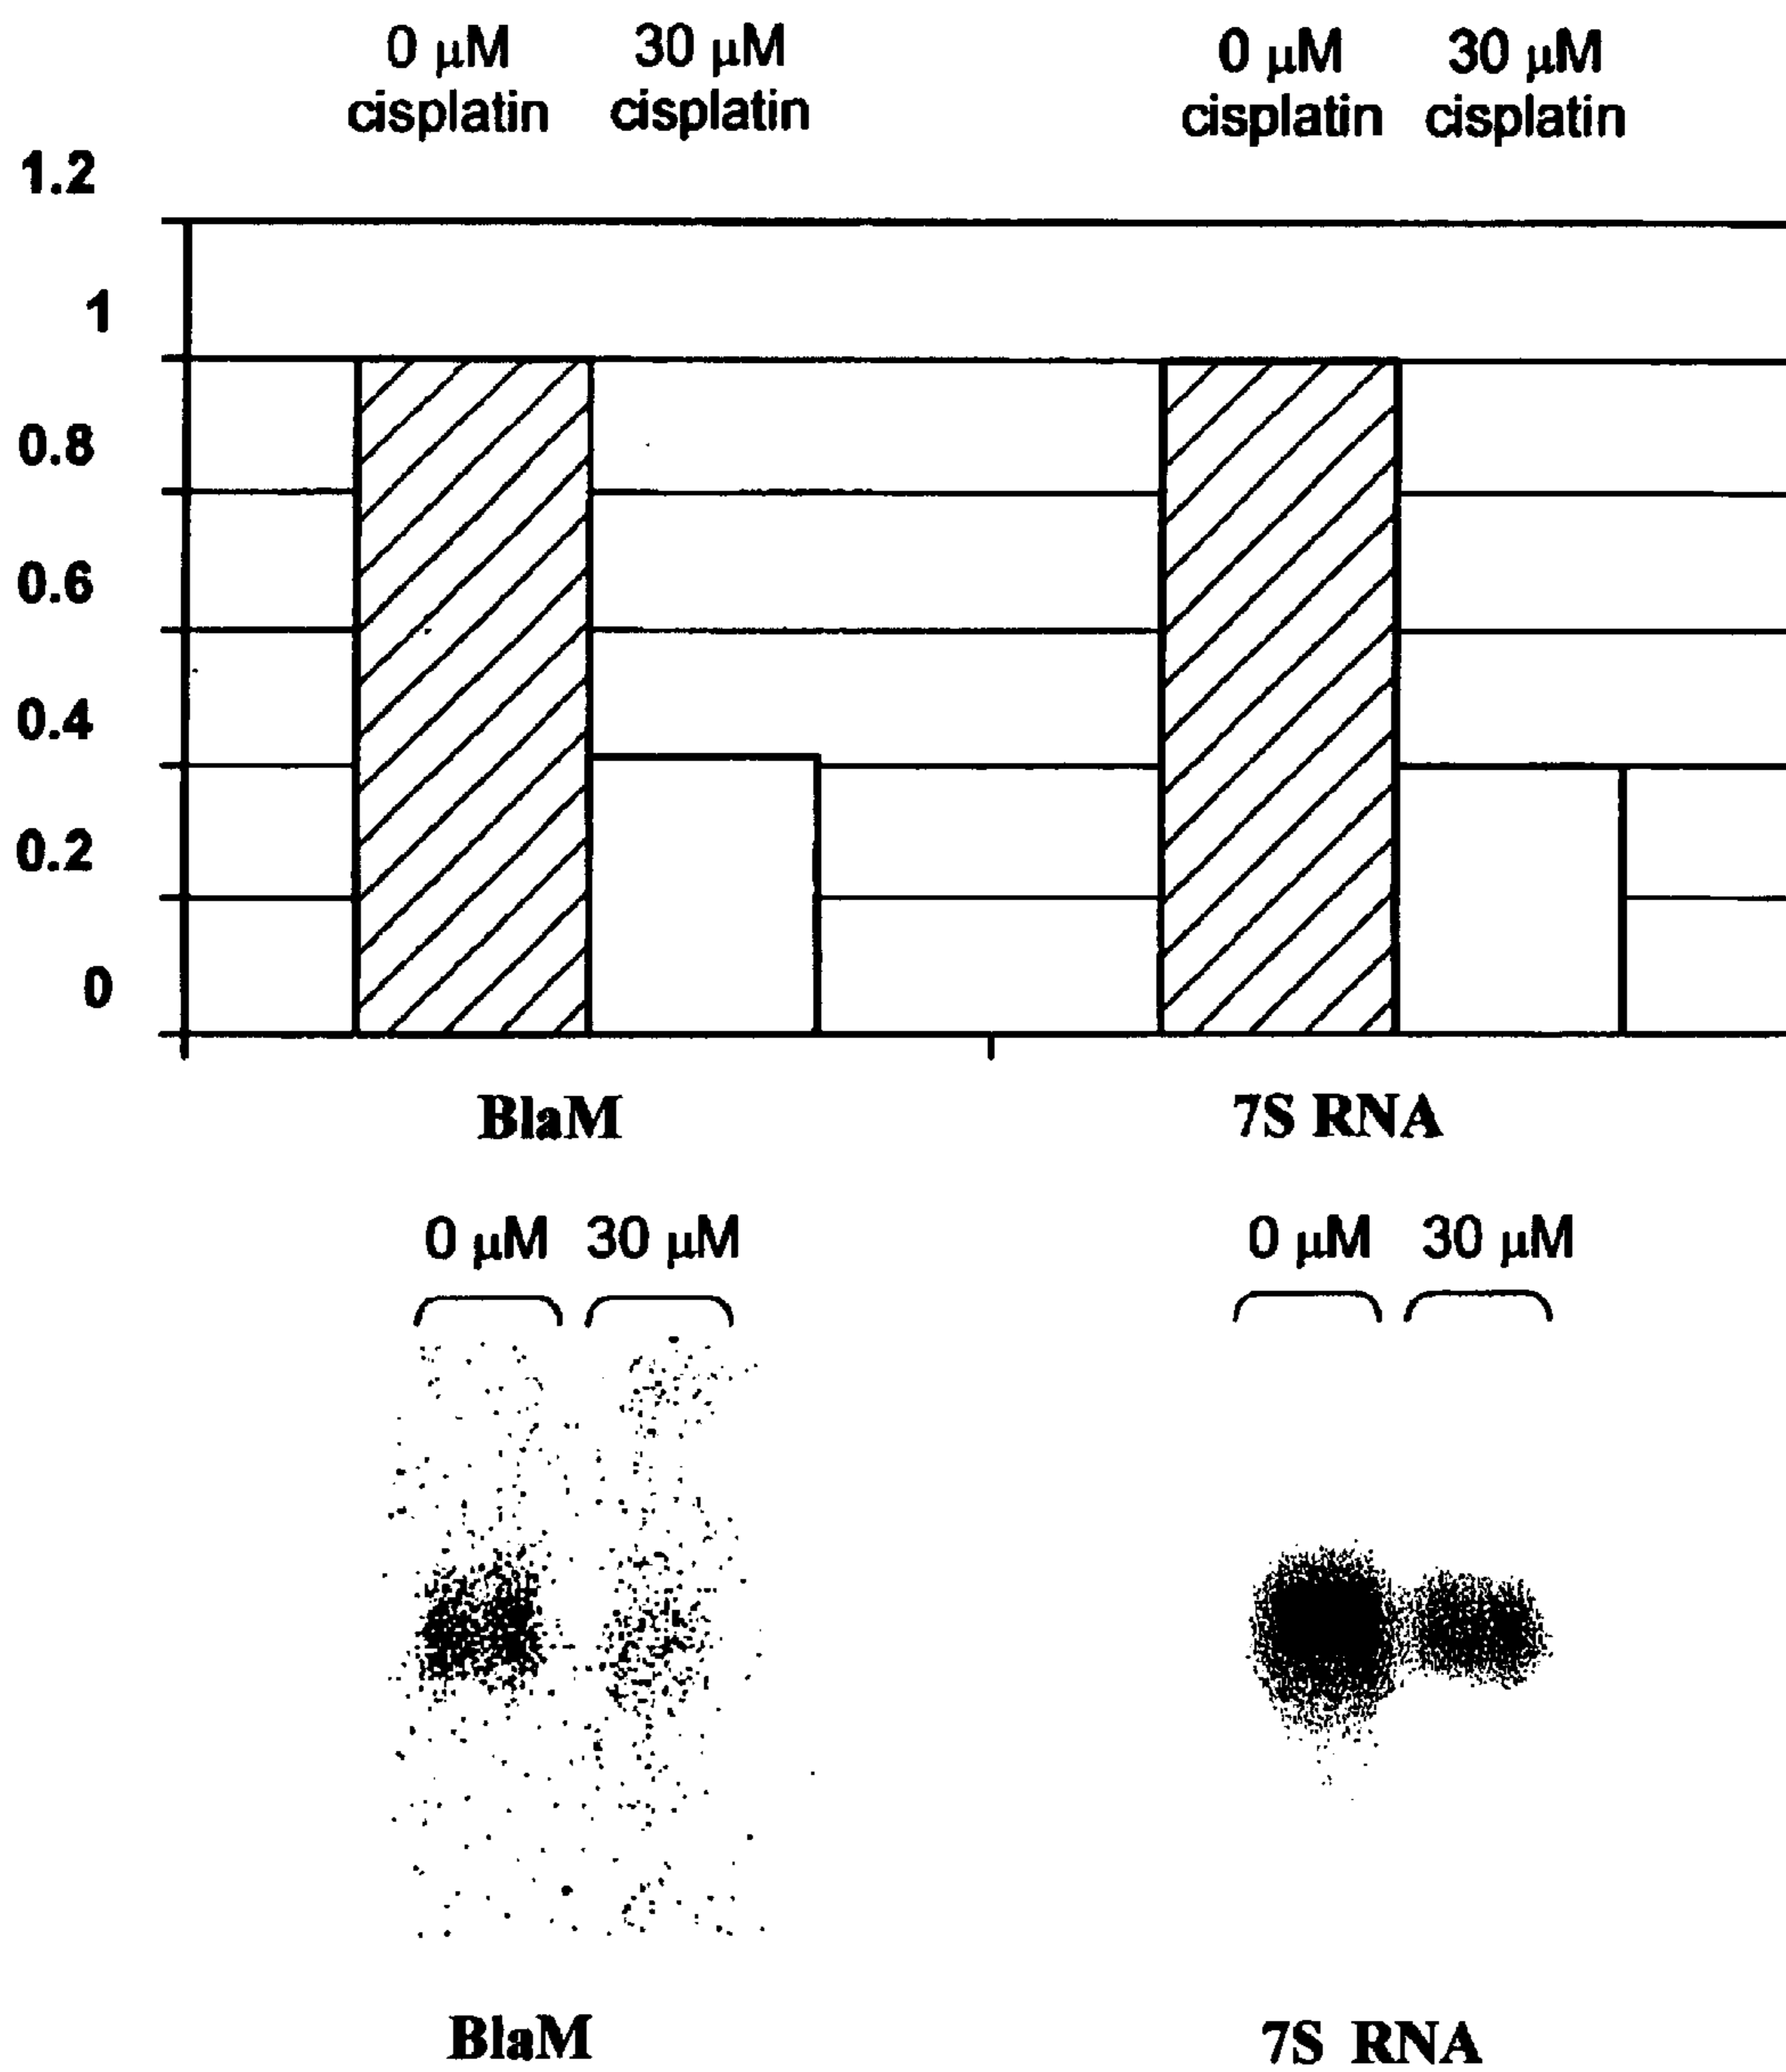 0 µM 30 µM 0 µM 30 µM
cisplatin cisplatin cisplatin cisplatin
1.2
1
0.8
0.6
0.4
0.2
0
BlaM 7S RNA
0 µM 30 µM 0 µM 30 µM
BlaM 7S RNA